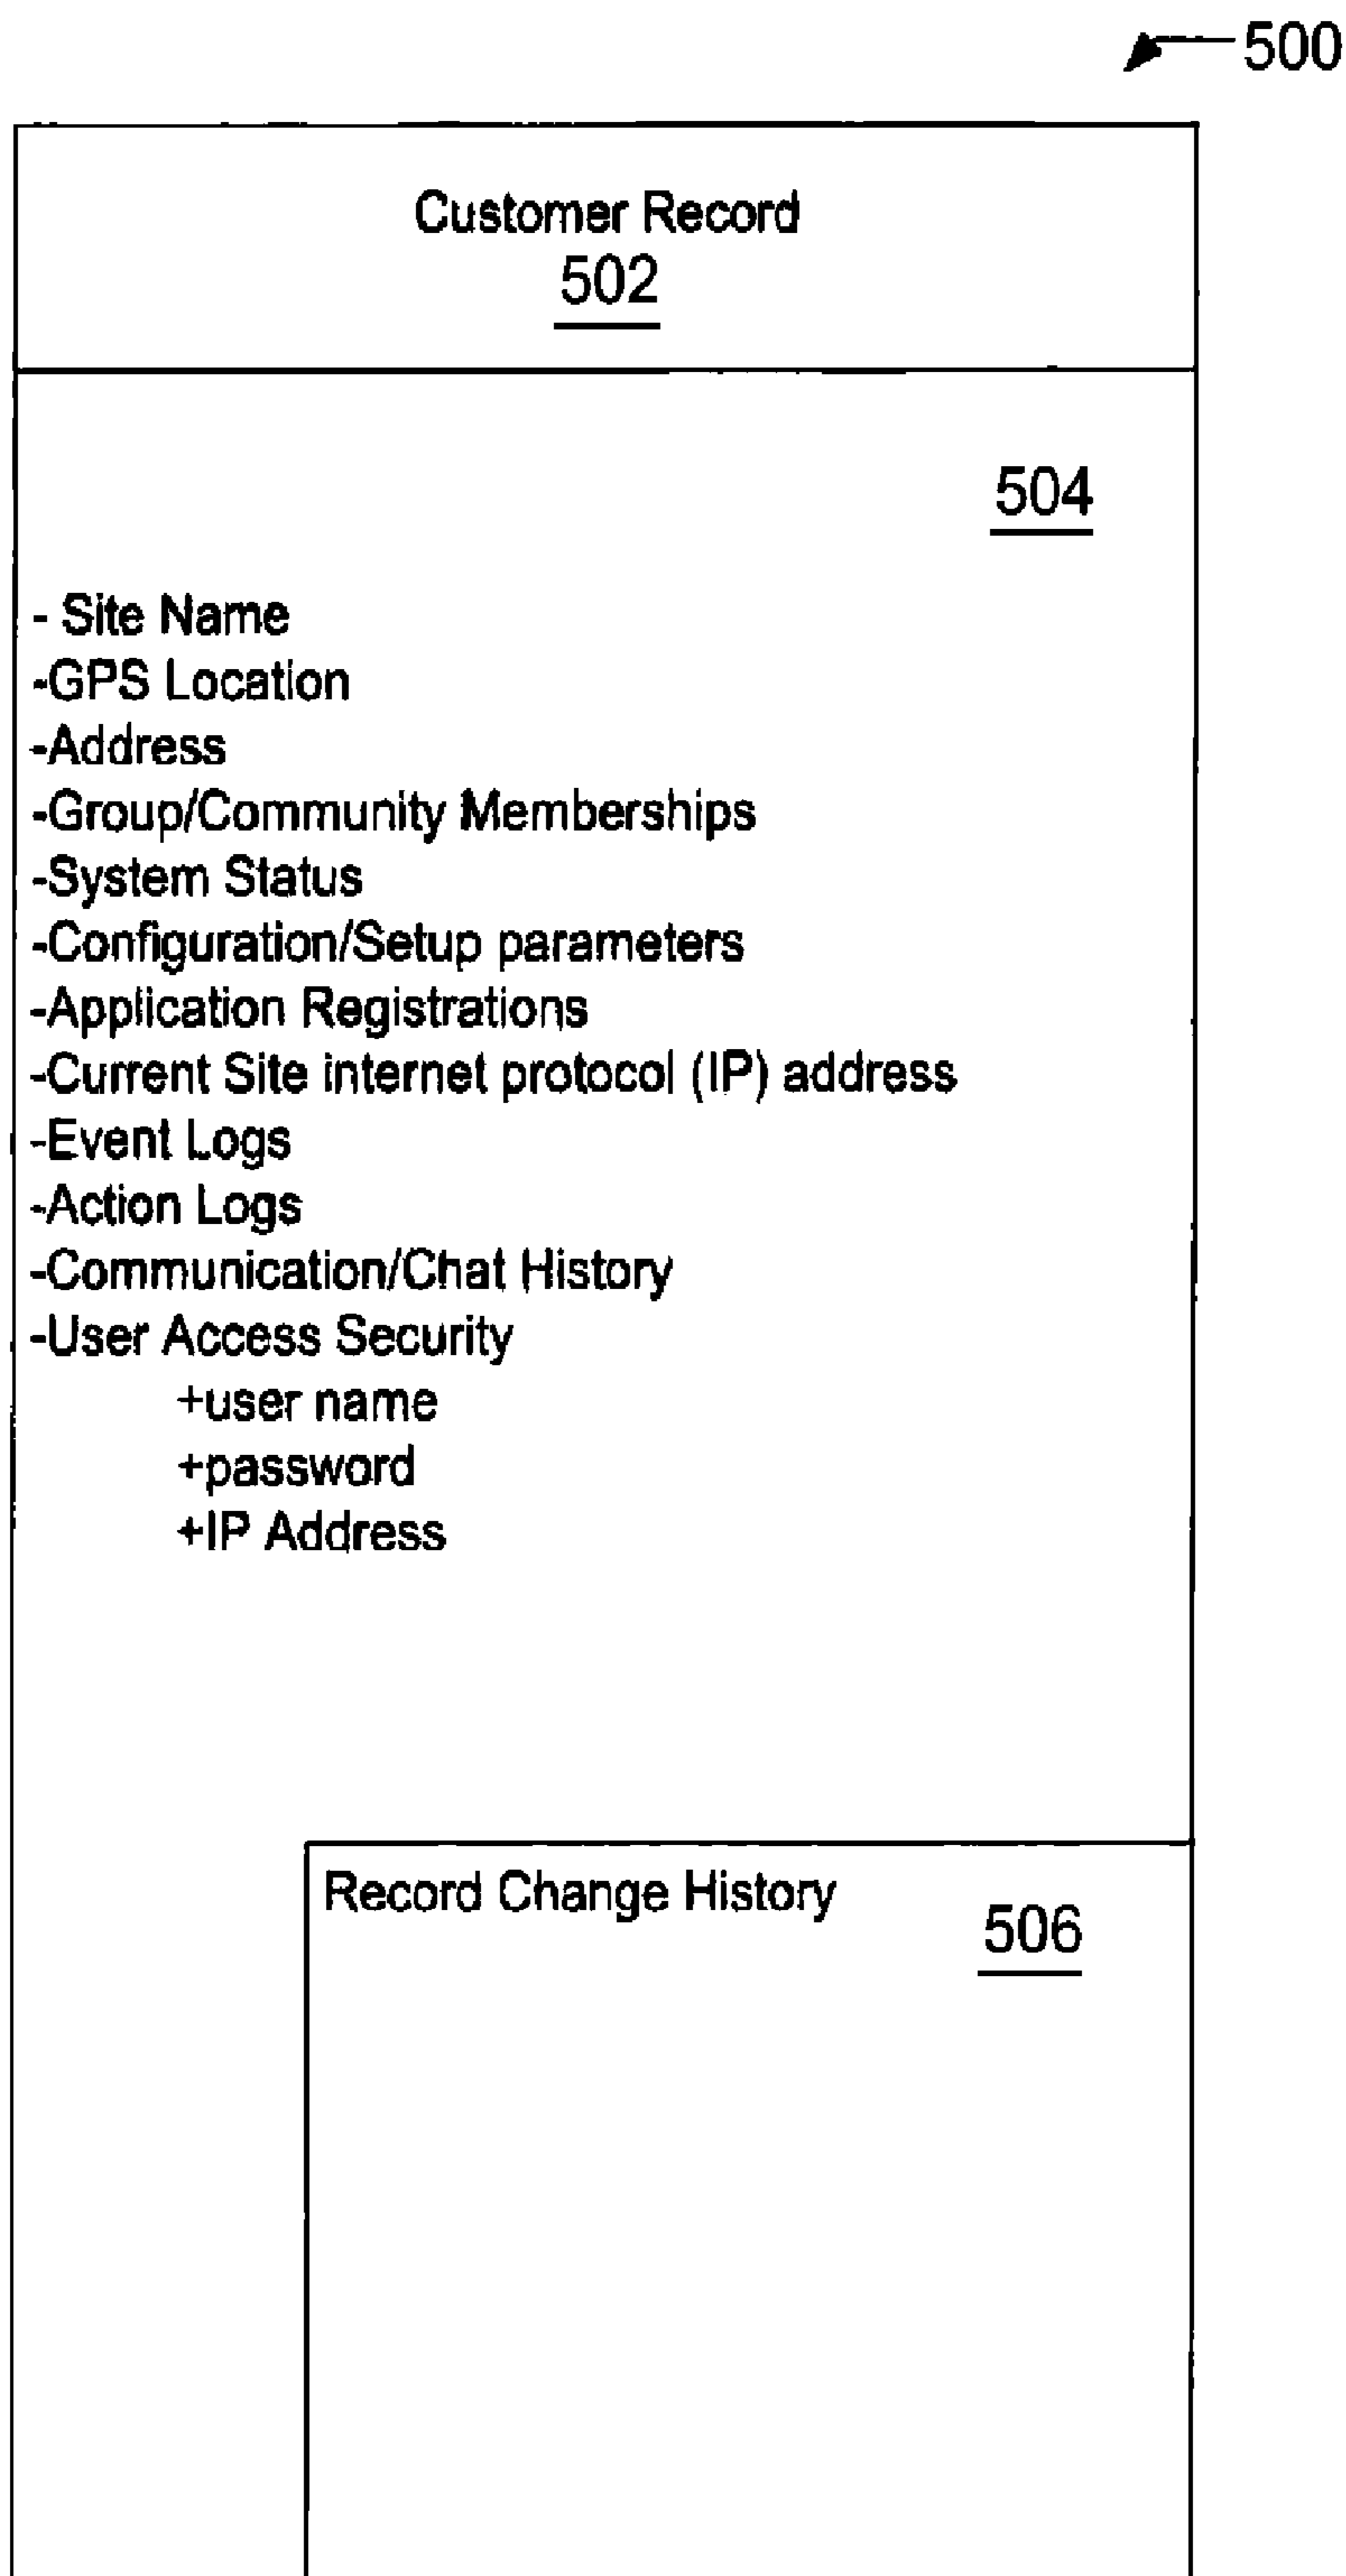 500
Customer Record
502
504
- Site Name
-GPS Location
-Address
-Group/Community Memberships
-System Status
-Configuration/Setup parameters
-Application Registrations
-Current Site internet protocol (IP) address
-Event Logs
-Action Logs
-Communication/Chat History
-User Access Security
+user name
+password
+IP Address
Record Change History
506